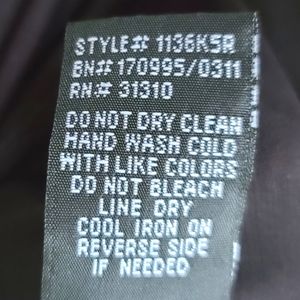 STYLE# 1136KSR
BN# 170995/0311
RN# 31310
DO NOT DRY CLEAN
HAND WASH COLD
WITH LIKE COLORS
DO NOT BLEACH
LINE DRY
COOL IRON ON
REVERSE SIDE
IF NEEDED